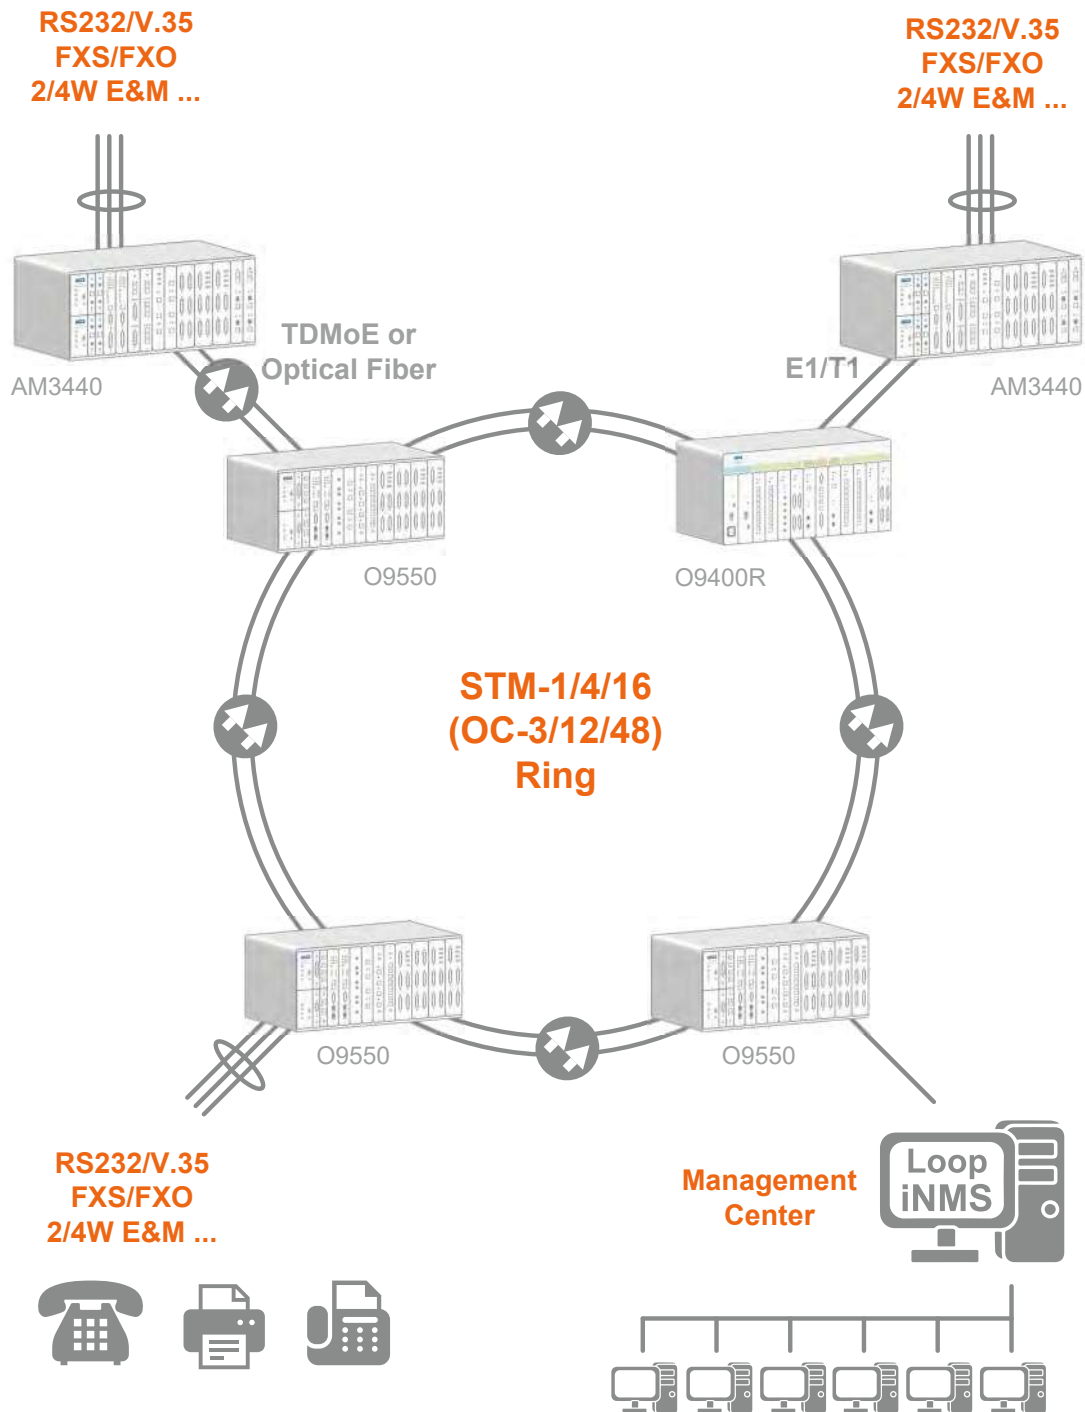 RS232/V.35
FXS/FXO
2/4W E&M ...
RS232/V.35
FXS/FXO
2/4W E&M ...
TDMoE or
Optical Fiber
E1/T1
AM3440
AM3440
O9550
O9400R
STM-1/4/16
(OC-3/12/48)
Ring
O9550
O9550
RS232/V.35
FXS/FXO
2/4W E&M ...
Management
Center
Loop
iNMS